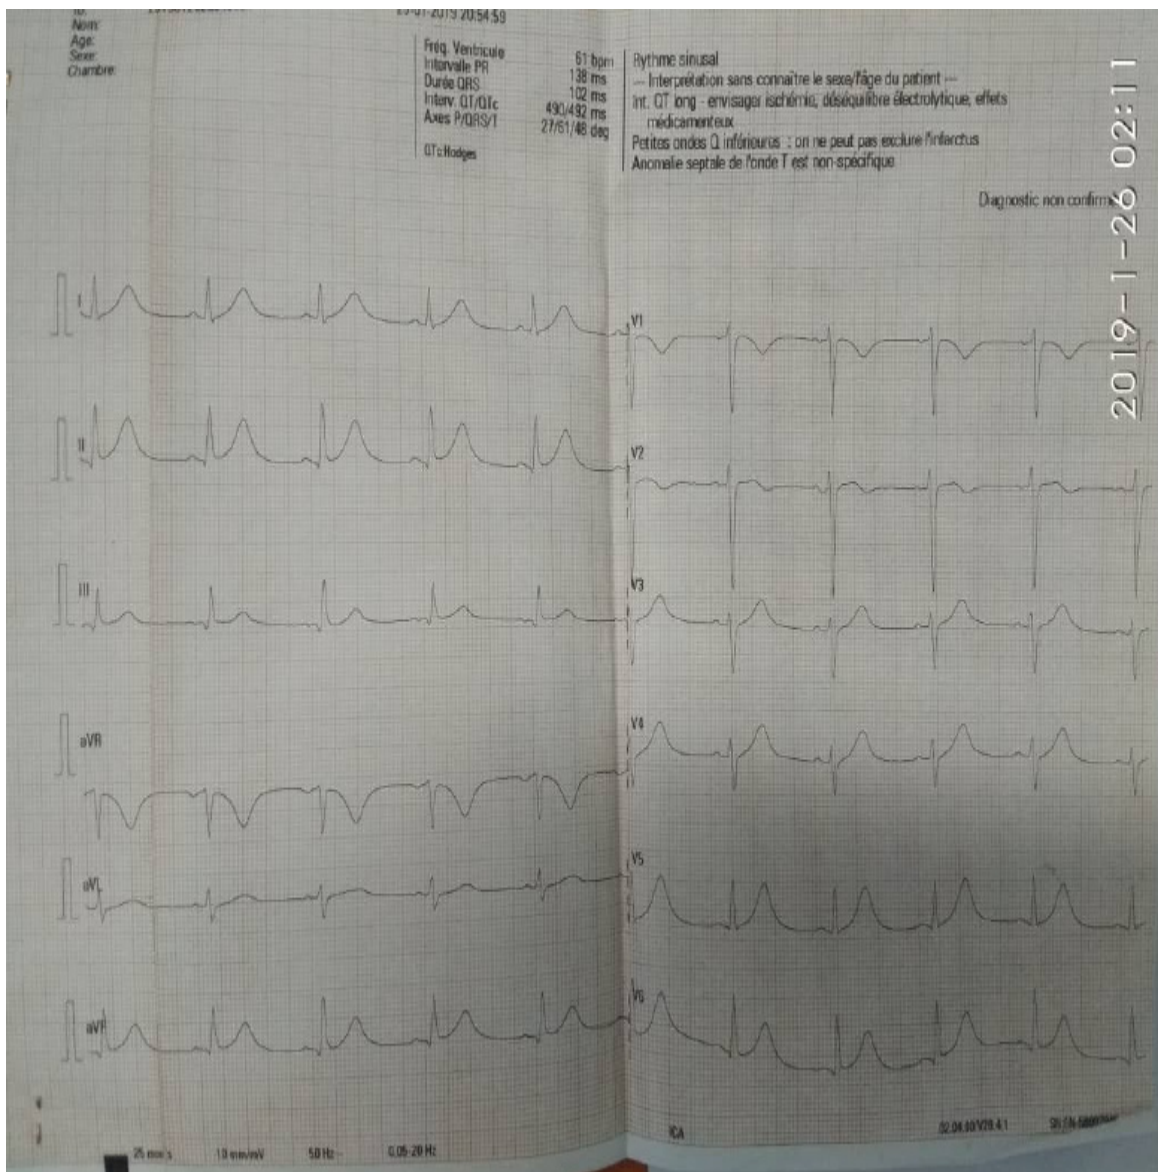 Nom:
Age:
Sexe:
Chambre:
-01-2019 20:54:59
Fréq. Ventricule 61 bpm
Intervalle PR 138 ms
Durée QRS 102 ms
Interv. QT/QTc 490/492 ms
Axes P/QRS/T 27/61/48 deg
QTc:Hodges
Rythme sinusal
--- Interprétation sans connaître le sexe/l'âge du patient ---
Int. QT long - envisager ischémie, déséquilibre électrolytique, effets
médicamenteux
Petites ondes Q inférieures : on ne peut pas exclure l'infarctus
Anomalie septale de l'onde T est non-spécifique
Diagnostic non confirmé
2019-1-26 02:11
I
II
III
aVR
aVL
aVF
V1
V2
V3
V4
V5
V6
25 mm/s 10 mm/mV 50 Hz 0.05-20 Hz
ICA